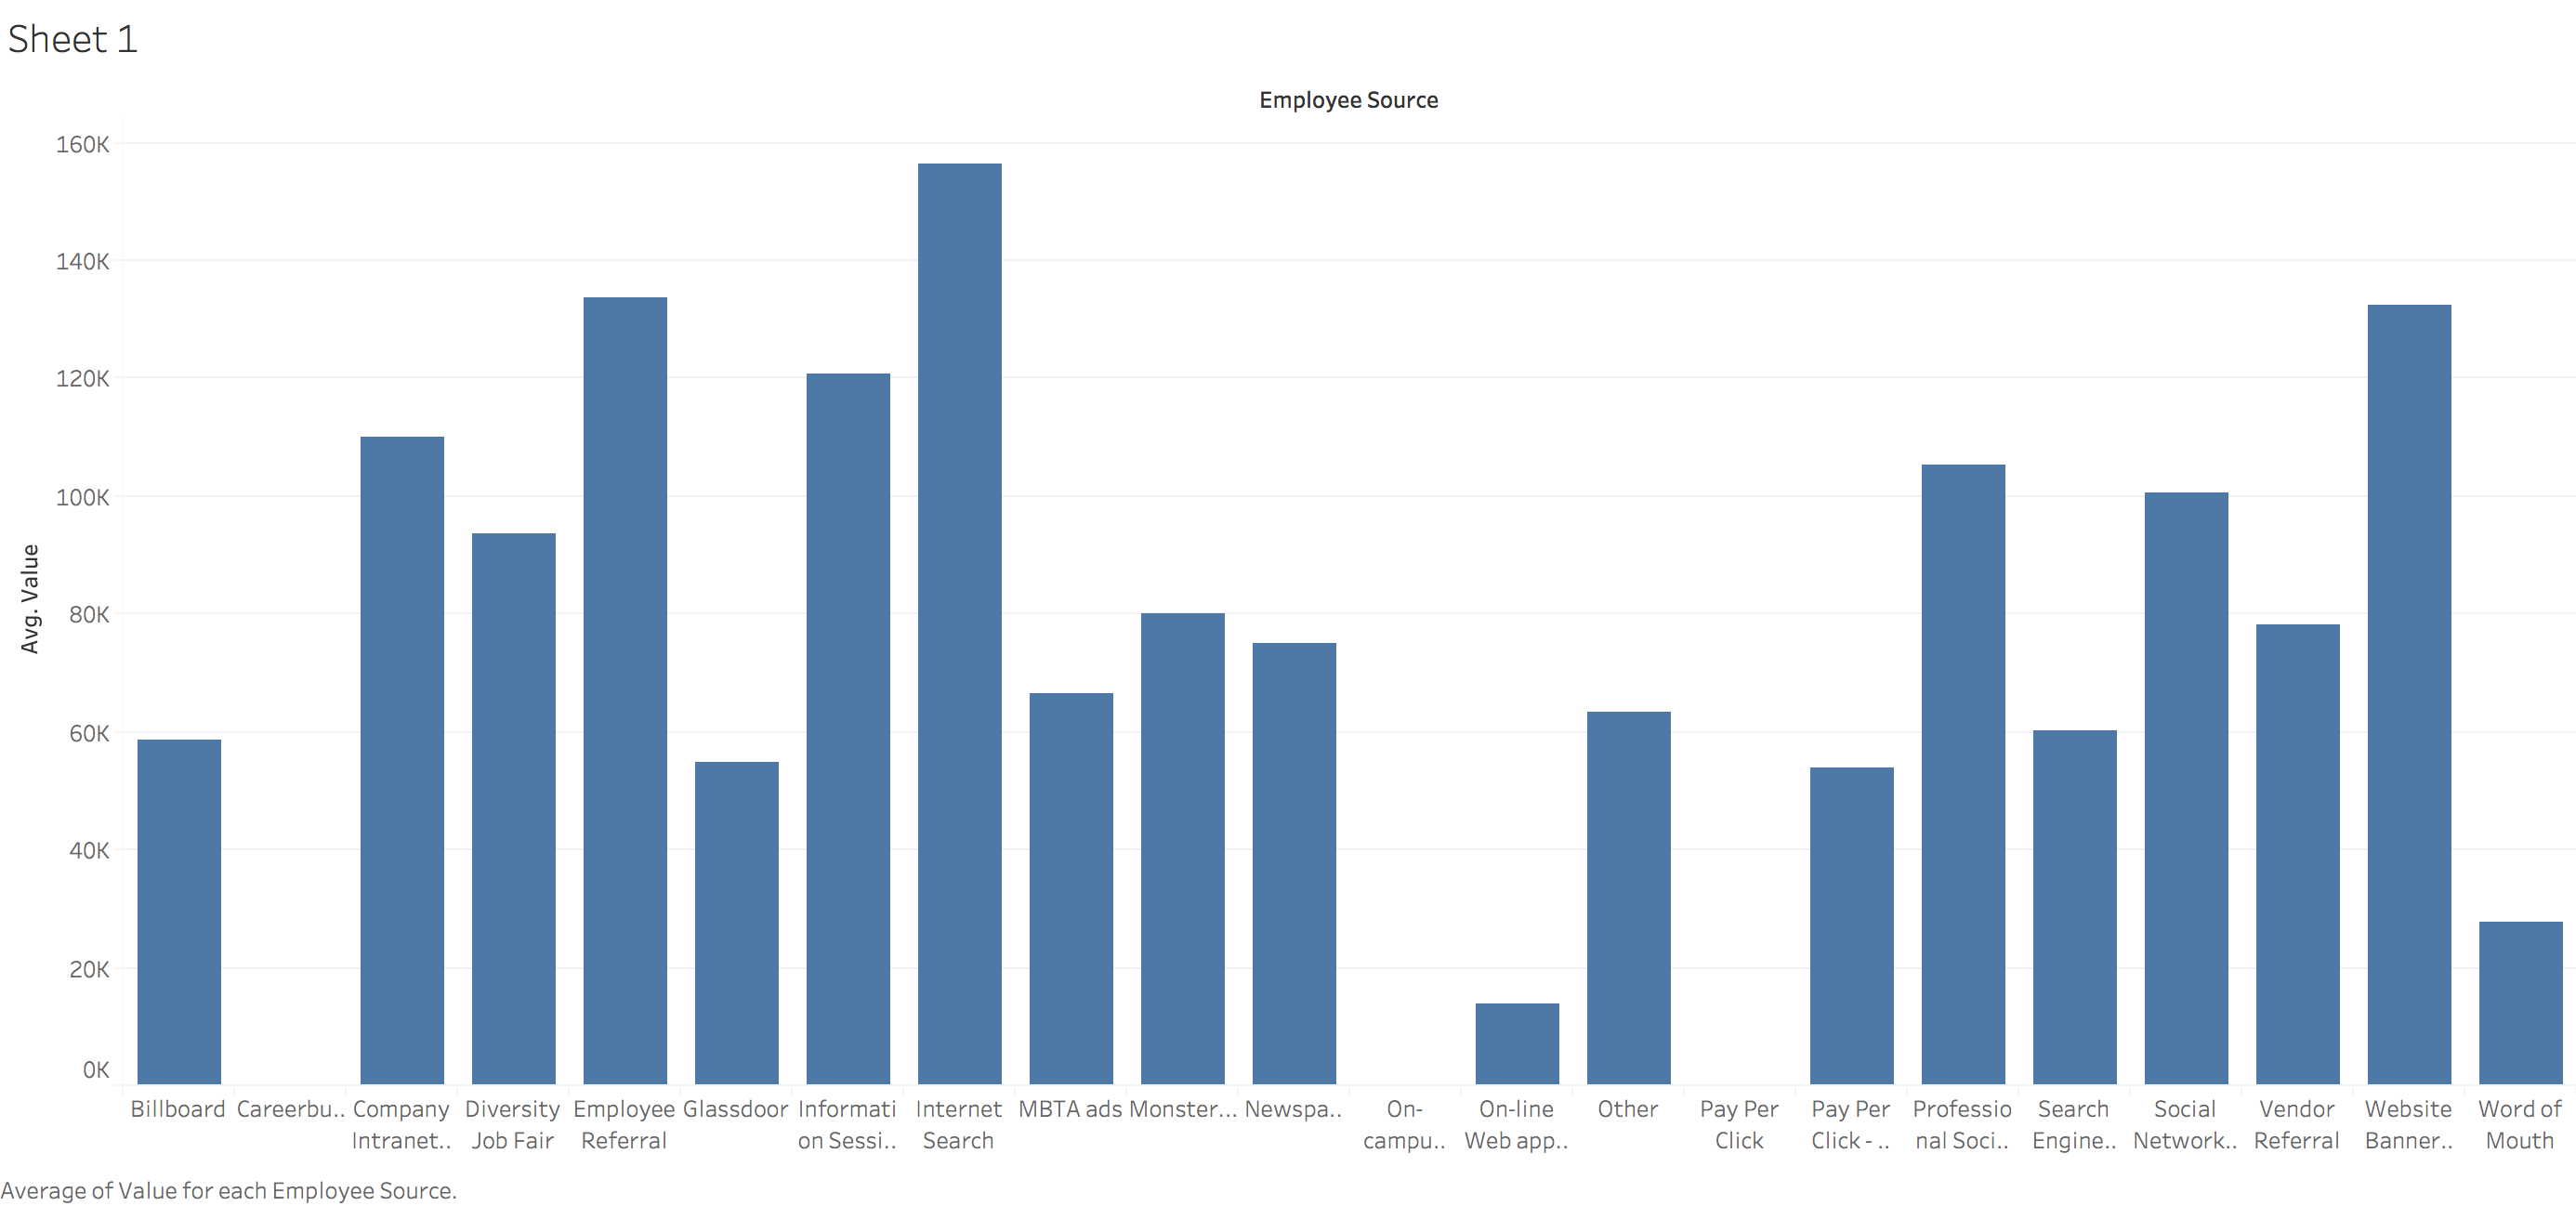 Sheet 1
Employee Source
160K
140K
120K
100K
80K
60K
40K
20K
0K
Avg. Value
Billboard
Careerbu..
Company
Intranet..
Diversity
Job Fair
Employee
Referral
Glassdoor
Informati
on Sessi..
Internet
Search
MBTA ads
Monster...
Newspa..
On-
campu..
On-line
Web app..
Other
Pay Per
Click
Pay Per
Click - ..
Professio
nal Soci..
Search
Engine..
Social
Network..
Vendor
Referral
Website
Banner..
Word of
Mouth
Average of Value for each Employee Source.